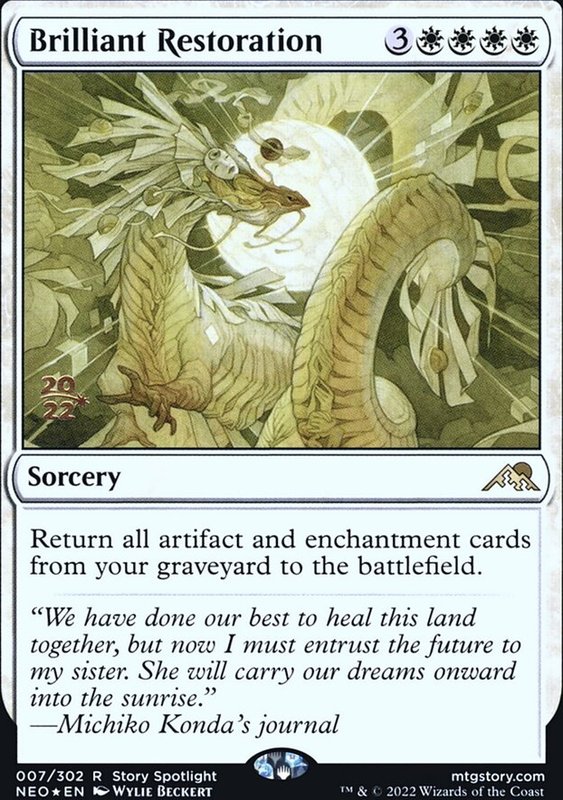 Brilliant Restoration 3
20
22
Sorcery
Return all artifact and enchantment cards
from your graveyard to the battlefield.
“We have done our best to heal this land
together, but now I must entrust the future to
my sister. She will carry our dreams onward
into the sunrise.”
—Michiko Konda’s journal
007/302 R Story Spotlight mtgstory.com
NEO★EN Wylie Beckert ™ & © 2022 Wizards of the Coast